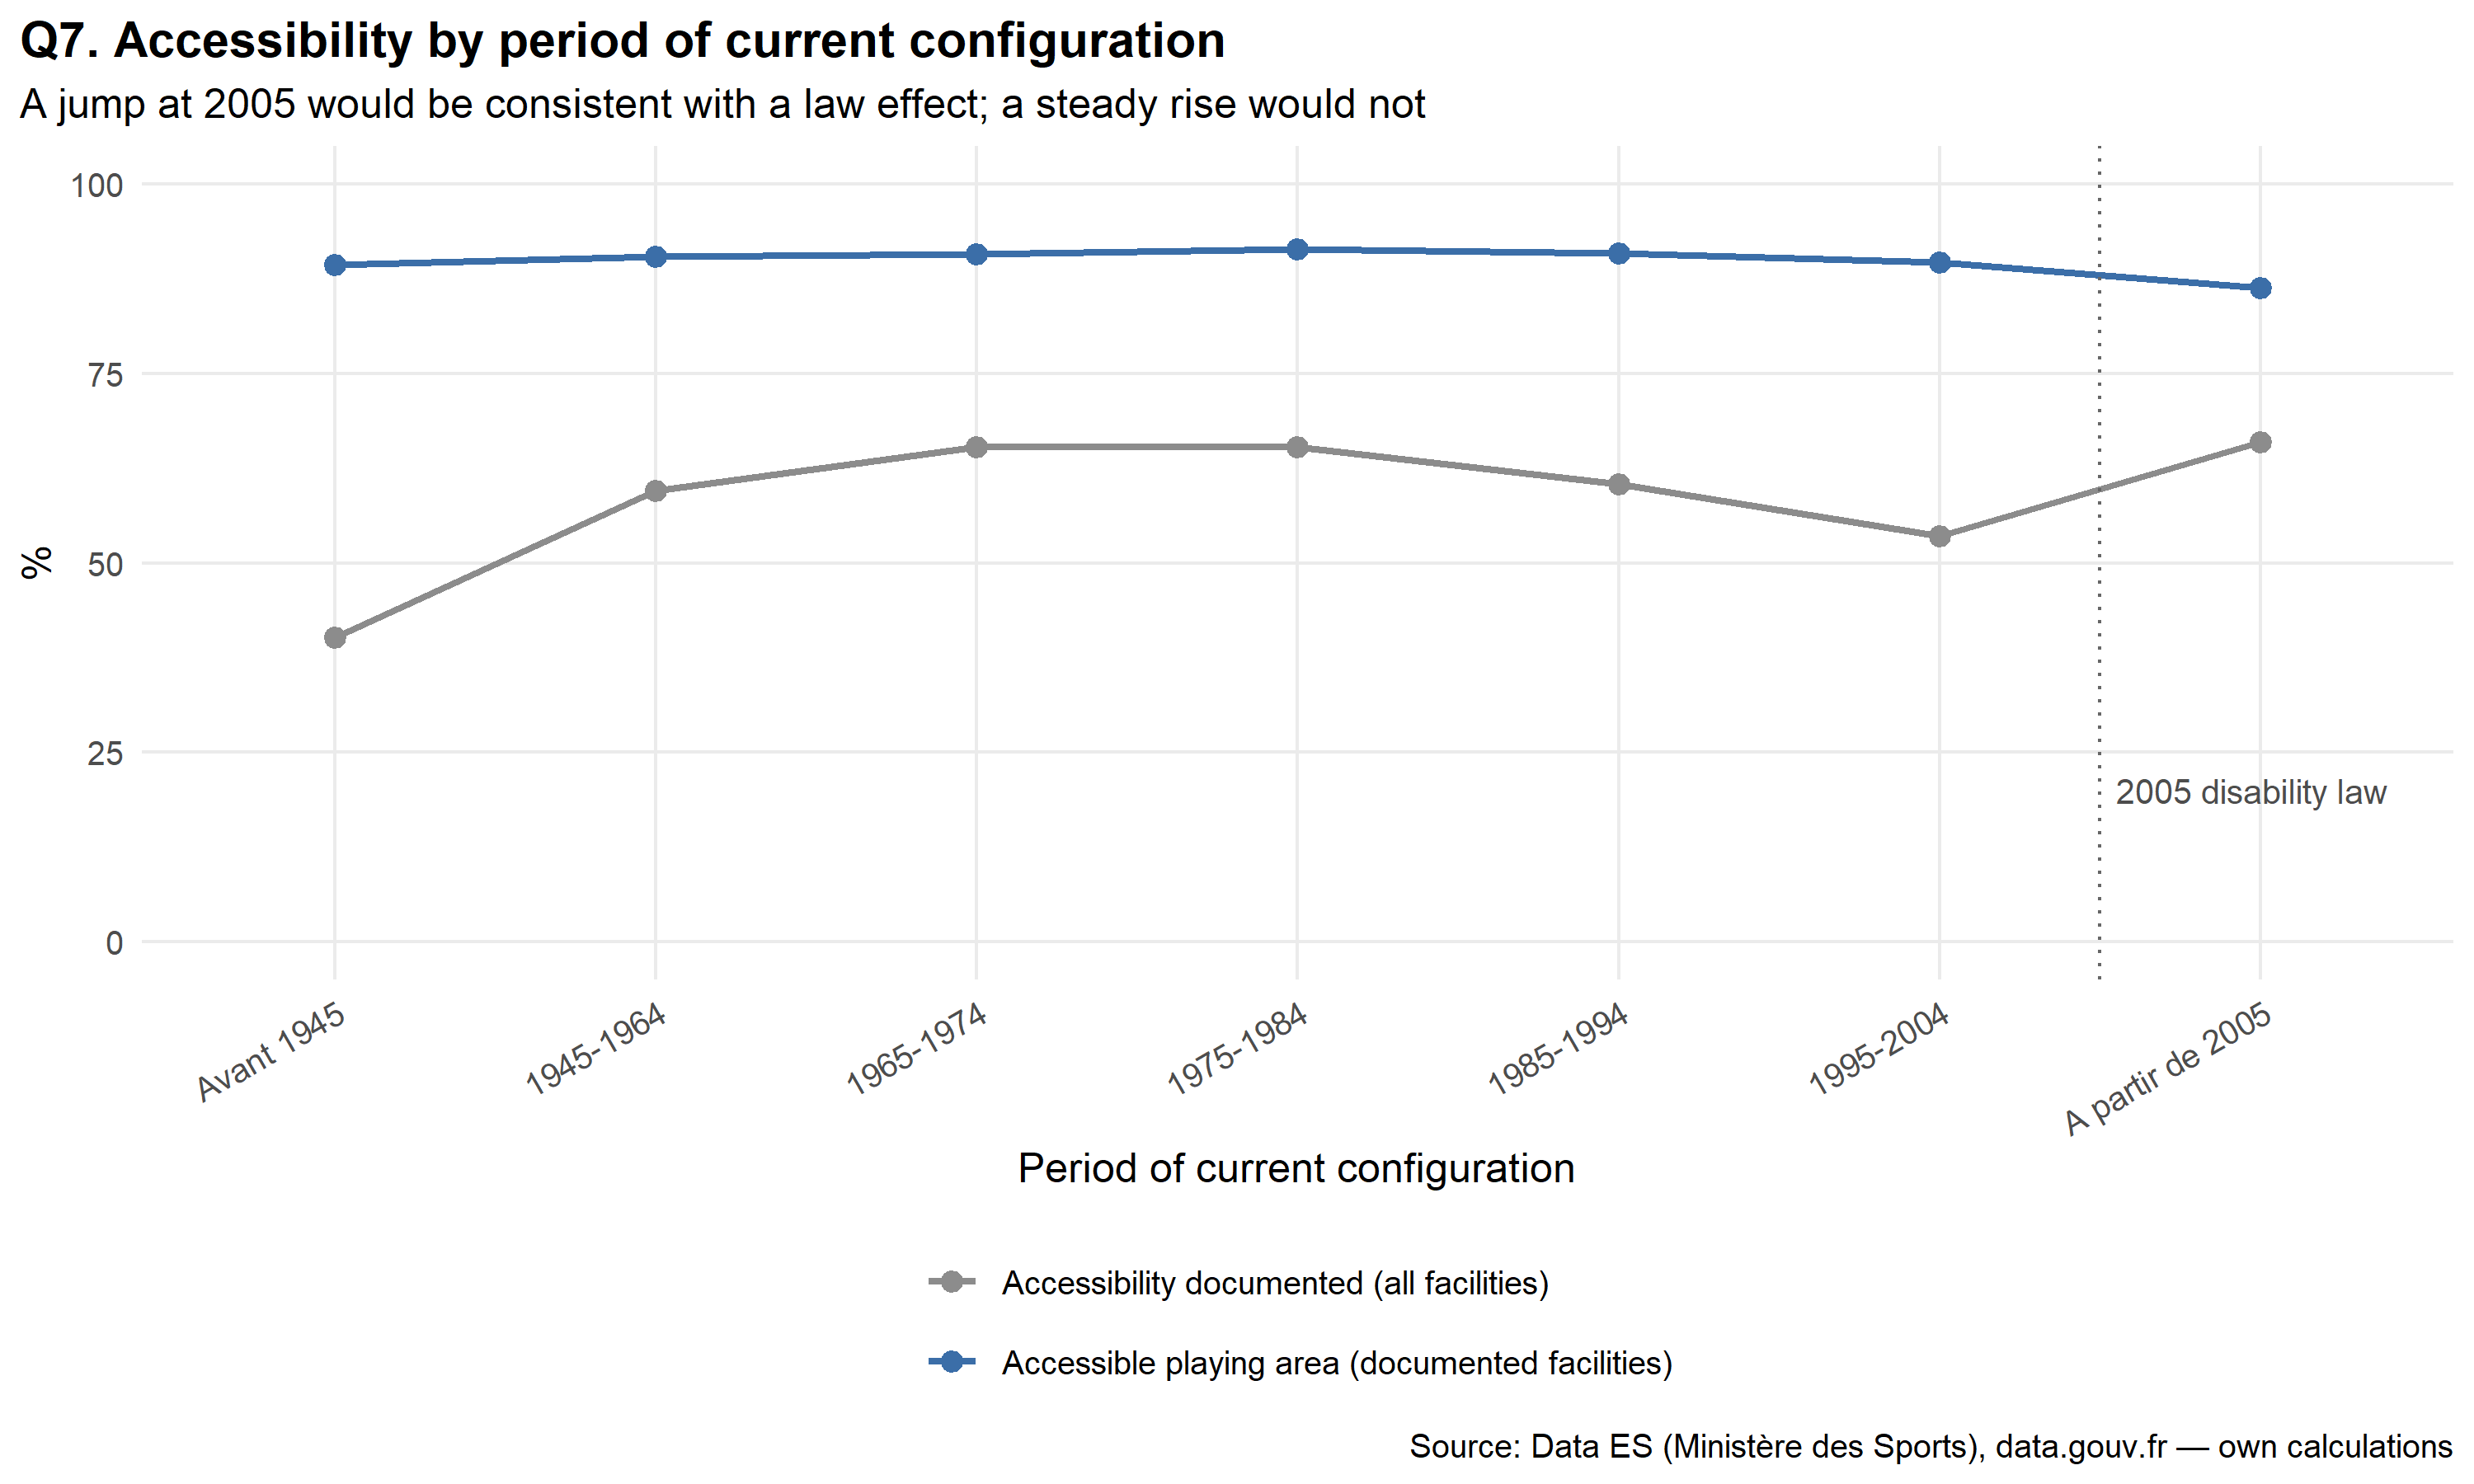 Q7. Accessibility by period of current configuration
A jump at 2005 would be consistent with a law effect; a steady rise would not
100
75
50
25
0
%
2005 disability law
Avant 1945
1945-1964
1965-1974
1975-1984
1985-1994
1995-2004
A partir de 2005
Period of current configuration
Accessibility documented (all facilities)
Accessible playing area (documented facilities)
Source: Data ES (Ministère des Sports), data.gouv.fr — own calculations